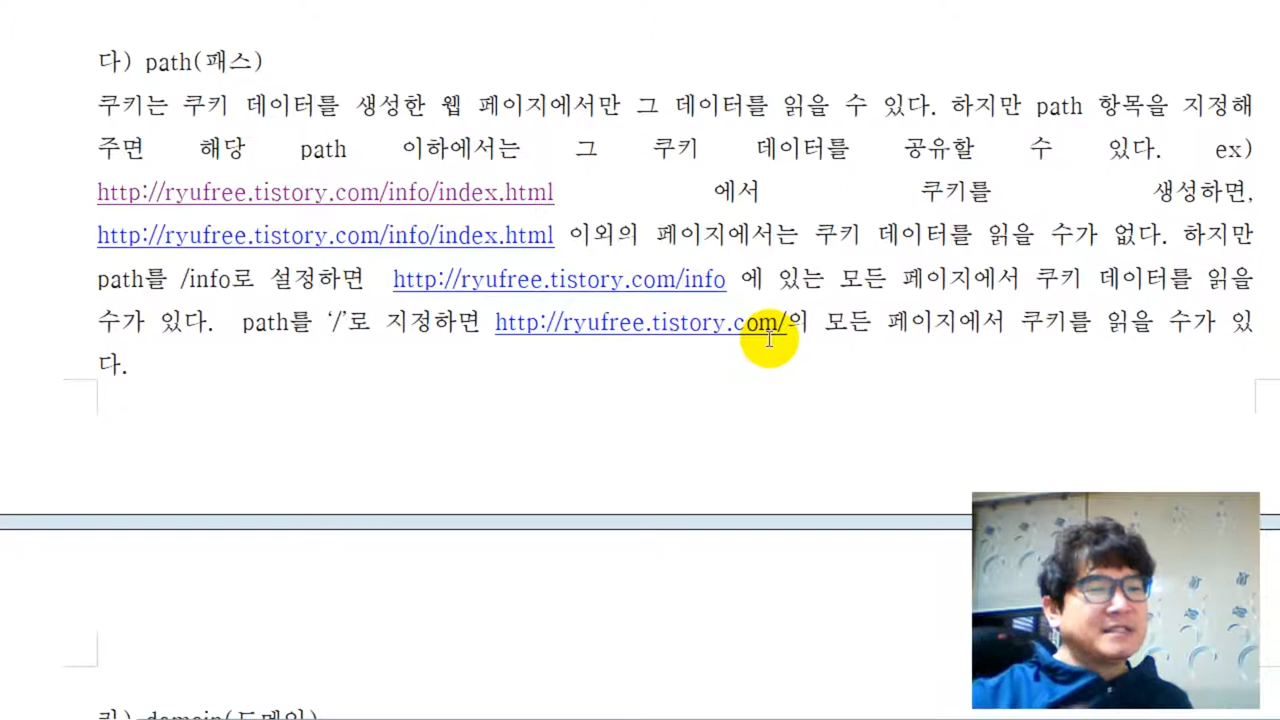 다) path(패스)
쿠키는 쿠키 데이터를 생성한 웹 페이지에서만 그 데이터를 읽을 수 있다. 하지만 path 항목을 지정해
주면 해당 path 이하에서는 그 쿠키 데이터를 공유할 수 있다. ex)
http://ryufree.tistory.com/info/index.html 에서 쿠키를 생성하면,
http://ryufree.tistory.com/info/index.html 이외의 페이지에서는 쿠키 데이터를 읽을 수가 없다. 하지만
path를 /info로 설정하면 http://ryufree.tistory.com/info 에 있는 모든 페이지에서 쿠키 데이터를 읽을
수가 있다. path를 ‘/’로 지정하면 http://ryufree.tistory.com/의 모든 페이지에서 쿠키를 읽을 수가 있
다.
domain(도메인)